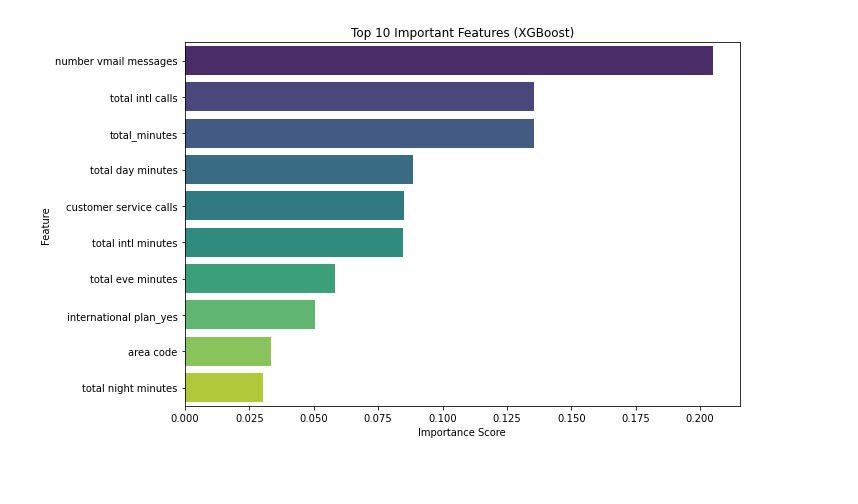 Top 10 Important Features (XGBoost)
number vmail messages
total intl calls
total_minutes
total day minutes
customer service calls
total intl minutes
total eve minutes
international plan_yes
area code
total night minutes
Feature
0.000 0.025 0.050 0.075 0.100 0.125 0.150 0.175 0.200
Importance Score